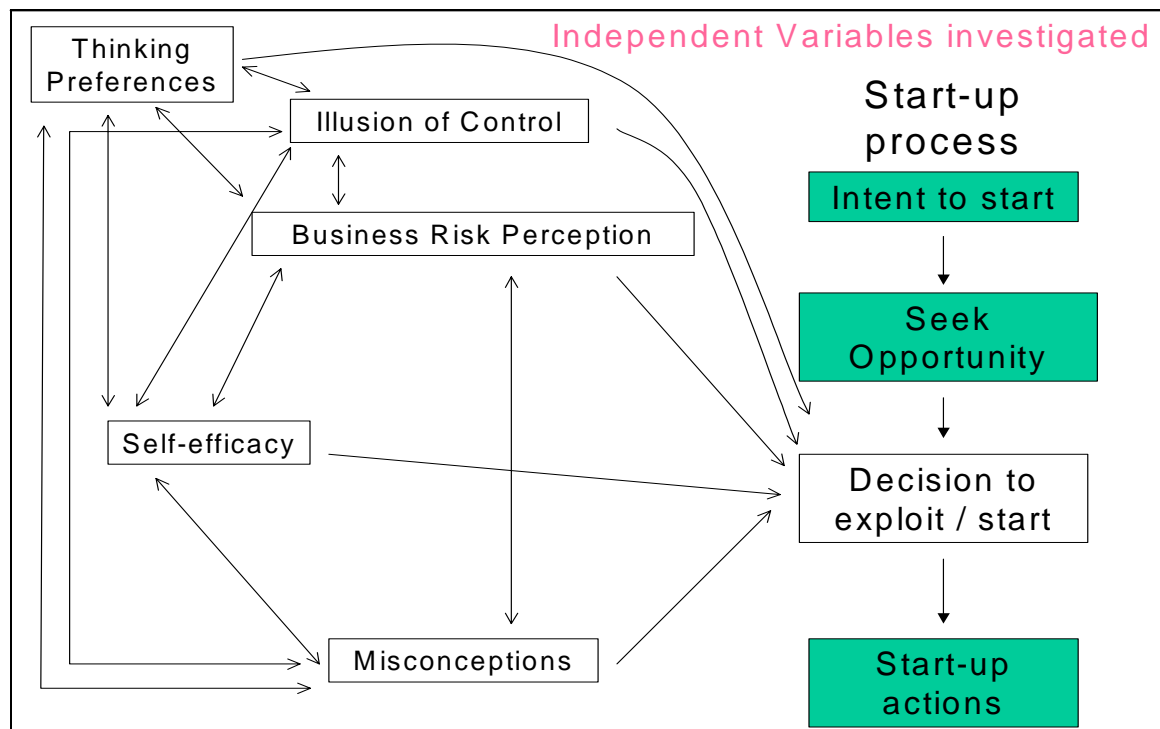 Independent Variables investigated
Thinking
Preferences
Illusion of Control
Business Risk Perception
Self-efficacy
Misconceptions
Start-up
process
Intent to start
Seek
Opportunity
Decision to
exploit / start
Start-up
actions